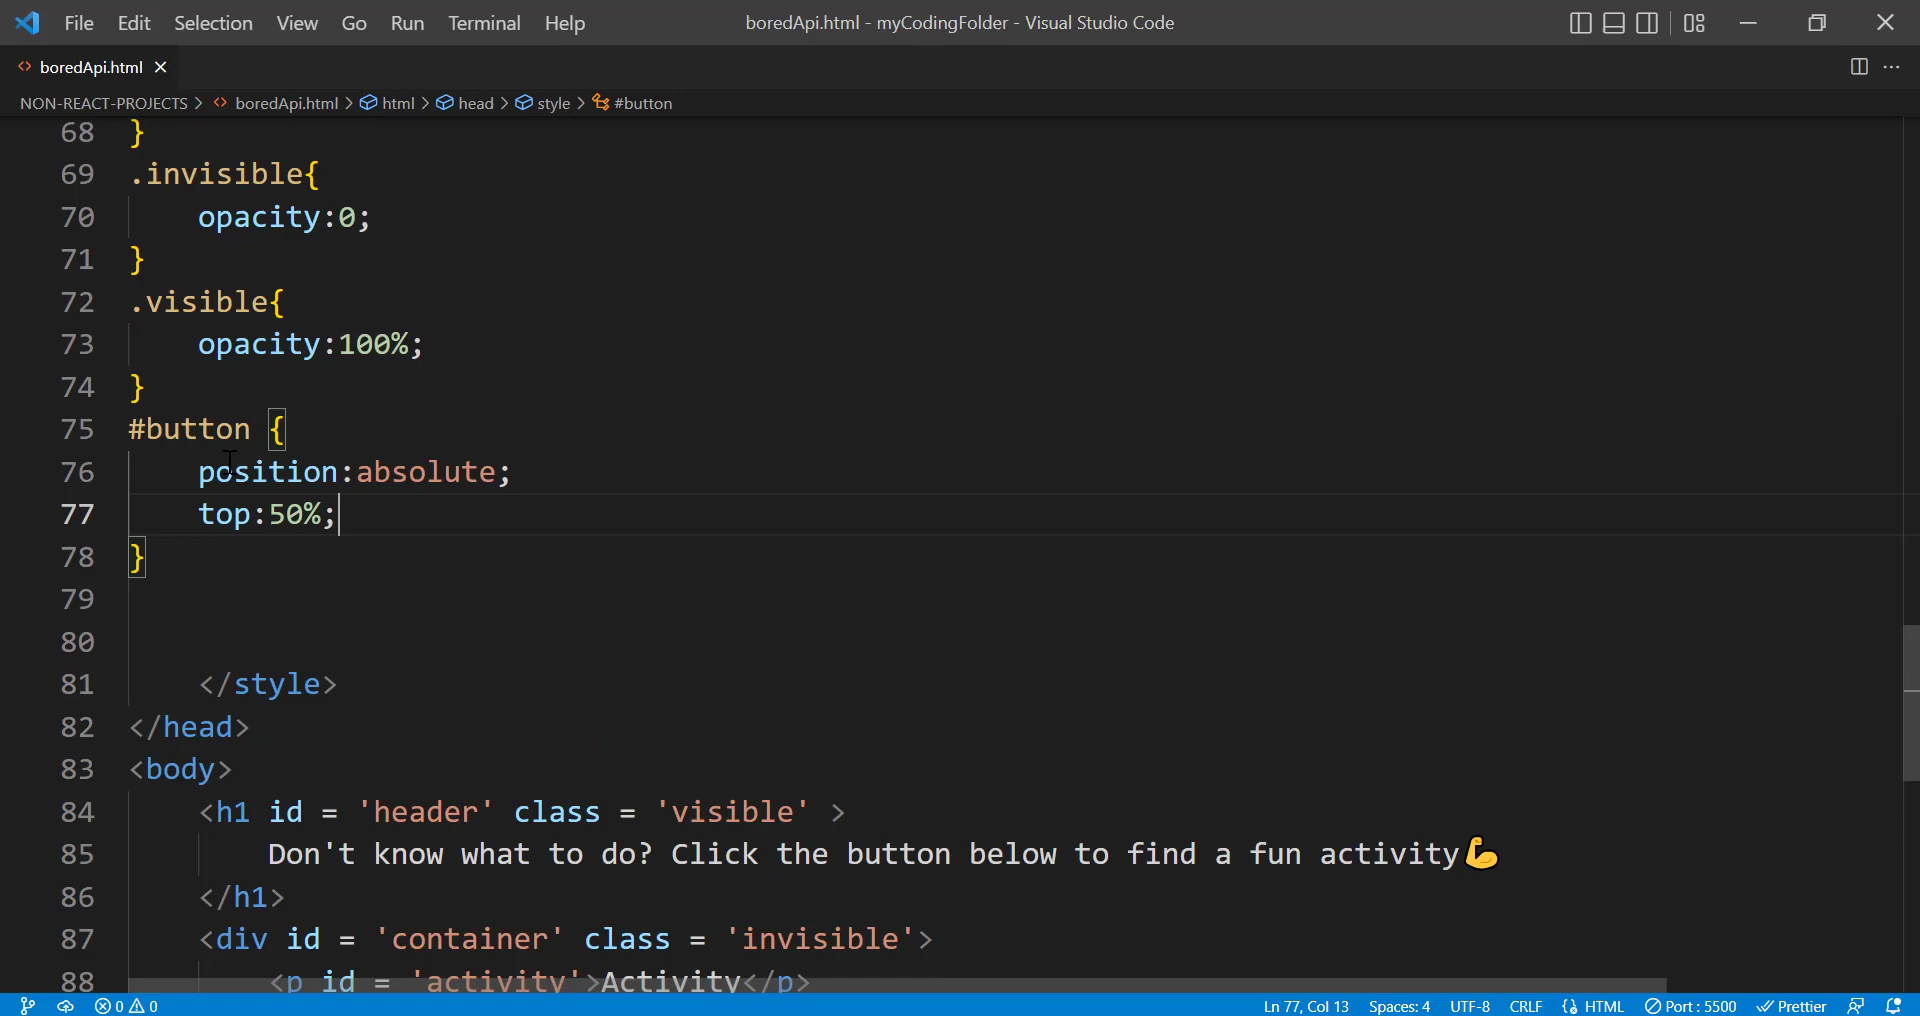 File Edit Selection View Go Run Terminal Help boredApi.html - myCodingFolder - Visual Studio Code
boredApi.html
NON-REACT-PROJECTS > boredApi.html > html > head > style > #button
68 }
69 .invisible{
70 opacity:0;
71 }
72 .visible{
73 opacity:100%;
74 }
75 #button {
76 position:absolute;
77 top:50%;
78 }
79
80
81 </style>
82 </head>
83 <body>
84 <h1 id = 'header' class = 'visible' >
85 Don't know what to do? Click the button below to find a fun activity💪
86 </h1>
87 <div id = 'container' class = 'invisible'>
88 <p id = 'activity'>Activity</p>
0 0 Ln 77, Col 13 Spaces: 4 UTF-8 CRLF {} HTML Port : 5500 Prettier